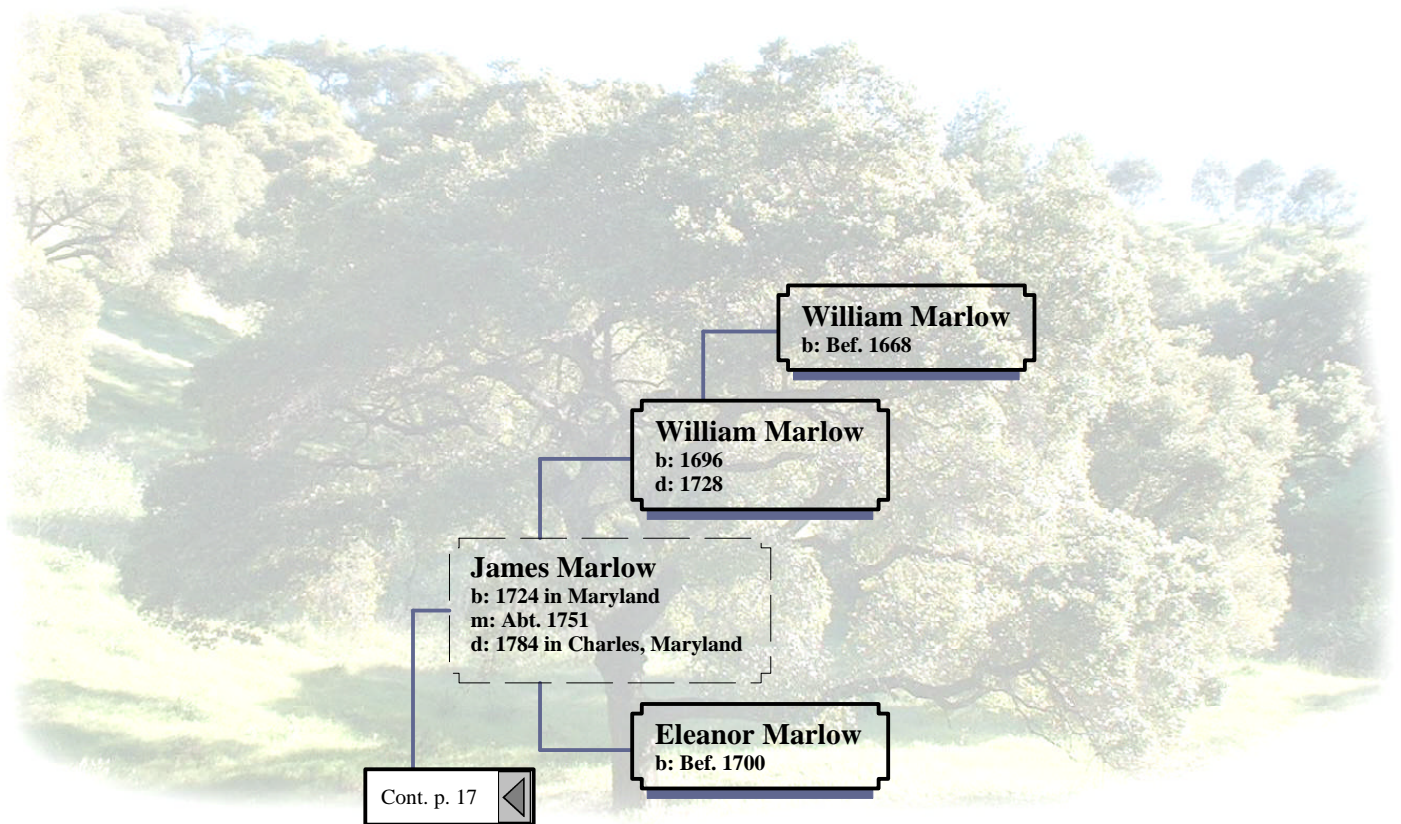 William Marlow
b: Bef. 1668
William Marlow
b: 1696
d: 1728
James Marlow
b: 1724 in Maryland
m: Abt. 1751
d: 1784 in Charles, Maryland
Eleanor Marlow
b: Bef. 1700
Cont. p. 17